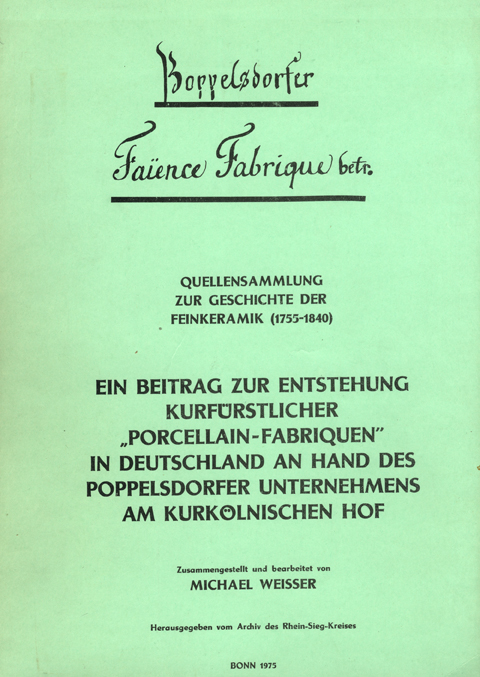 Boppelsdorfer
Faïence Fabrique betr.
QUELLENSAMMLUNG
ZUR GESCHICHTE DER
FEINKERAMIK (1755-1840)
EIN BEITRAG ZUR ENTSTEHUNG
KURFÜRSTLICHER
„PORCELLAIN-FABRIQUEN”
IN DEUTSCHLAND AN HAND DES
POPPELSDORFER UNTERNEHMENS
AM KURKÖLNISCHEN HOF
Zusammengestellt und bearbeitet von
MICHAEL WEISSER
Herausgegeben vom Archiv des Rhein-Sieg-Kreises
BONN 1975